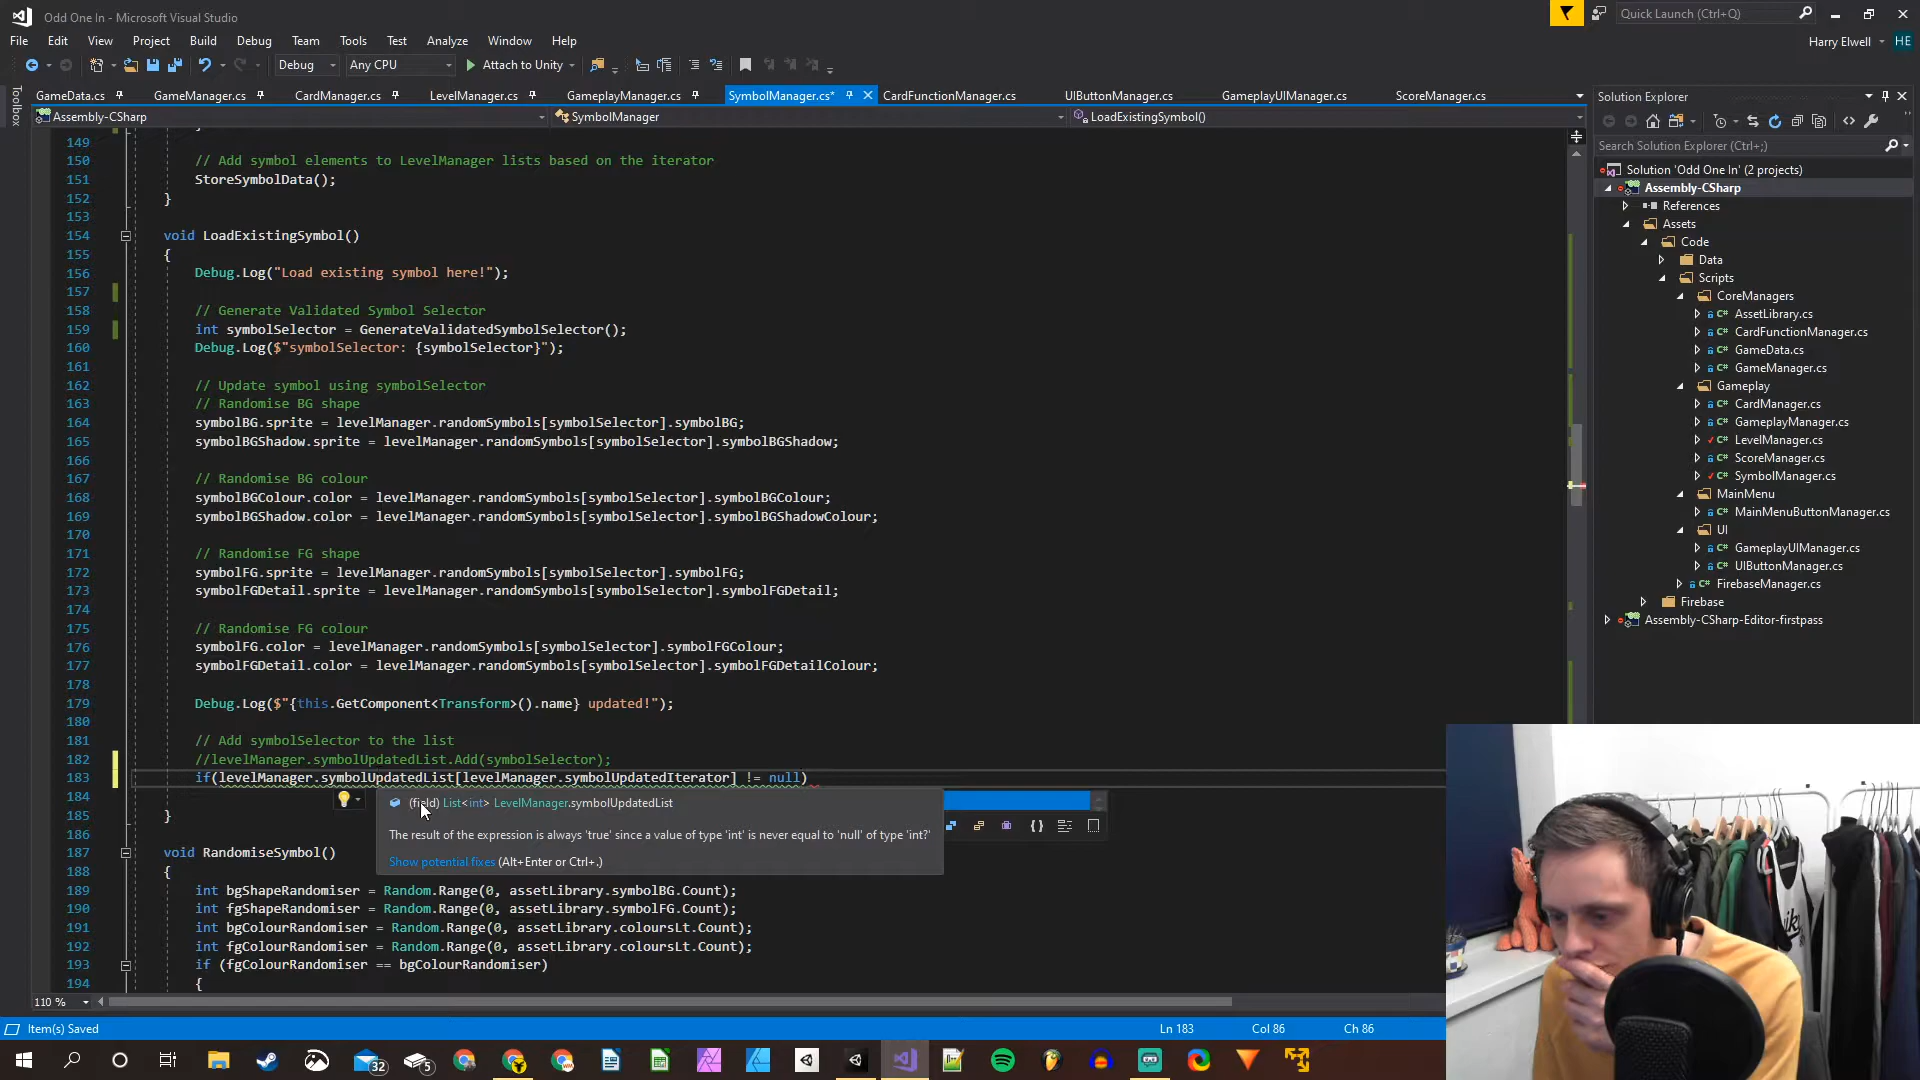 Odd One In - Microsoft Visual Studio
Quick Launch (Ctrl+Q)
File Edit View Project Build Debug Team Tools Test Analyze Window Help
Harry Elwell HE
Debug Any CPU Attach to Unity
Toolbox
GameData.cs GameManager.cs CardManager.cs LevelManager.cs GameplayManager.cs SymbolManager.cs* CardFunctionManager.cs UIButtonManager.cs GameplayUIManager.cs ScoreManager.cs
Assembly-CSharp SymbolManager LoadExistingSymbol()
149
150 // Add symbol elements to LevelManager lists based on the iterator
151 StoreSymbolData();
152 }
153
154 void LoadExistingSymbol()
155 {
156 Debug.Log("Load existing symbol here!");
157
158 // Generate Validated Symbol Selector
159 int symbolSelector = GenerateValidatedSymbolSelector();
160 Debug.Log($"symbolSelector: {symbolSelector}");
161
162 // Update symbol using symbolSelector
163 // Randomise BG shape
164 symbolBG.sprite = levelManager.randomSymbols[symbolSelector].symbolBG;
165 symbolBGShadow.sprite = levelManager.randomSymbols[symbolSelector].symbolBGShadow;
166
167 // Randomise BG colour
168 symbolBGColour.color = levelManager.randomSymbols[symbolSelector].symbolBGColour;
169 symbolBGShadow.color = levelManager.randomSymbols[symbolSelector].symbolBGShadowColour;
170
171 // Randomise FG shape
172 symbolFG.sprite = levelManager.randomSymbols[symbolSelector].symbolFG;
173 symbolFGDetail.sprite = levelManager.randomSymbols[symbolSelector].symbolFGDetail;
174
175 // Randomise FG colour
176 symbolFG.color = levelManager.randomSymbols[symbolSelector].symbolFGColour;
177 symbolFGDetail.color = levelManager.randomSymbols[symbolSelector].symbolFGDetailColour;
178
179 Debug.Log($"{this.GetComponent<Transform>().name} updated!");
180
181 // Add symbolSelector to the list
182 //levelManager.symbolUpdatedList.Add(symbolSelector);
183 if(levelManager.symbolUpdatedList[levelManager.symbolUpdatedIterator] != null)
184
185 }
186
187 void RandomiseSymbol()
188 {
189 int bgShapeRandomiser = Random.Range(0, assetLibrary.symbolBG.Count);
190 int fgShapeRandomiser = Random.Range(0, assetLibrary.symbolFG.Count);
191 int bgColourRandomiser = Random.Range(0, assetLibrary.coloursLt.Count);
192 int fgColourRandomiser = Random.Range(0, assetLibrary.coloursLt.Count);
193 if (fgColourRandomiser == bgColourRandomiser)
194 {
(field) List<int> LevelManager.symbolUpdatedList
The result of the expression is always 'true' since a value of type 'int' is never equal to 'null' of type 'int?'
Show potential fixes (Alt+Enter or Ctrl+.)
110 %
Solution Explorer
Search Solution Explorer (Ctrl+;)
Solution 'Odd One In' (2 projects)
Assembly-CSharp
References
Assets
Code
Data
Scripts
CoreManagers
C# AssetLibrary.cs
C# CardFunctionManager.cs
C# GameData.cs
C# GameManager.cs
Gameplay
C# CardManager.cs
C# GameplayManager.cs
C# LevelManager.cs
C# ScoreManager.cs
C# SymbolManager.cs
MainMenu
C# MainMenuButtonManager.cs
UI
C# GameplayUIManager.cs
C# UIButtonManager.cs
C# FirebaseManager.cs
Firebase
Assembly-CSharp-Editor-firstpass
Item(s) Saved Ln 183 Col 86 Ch 86
32
5